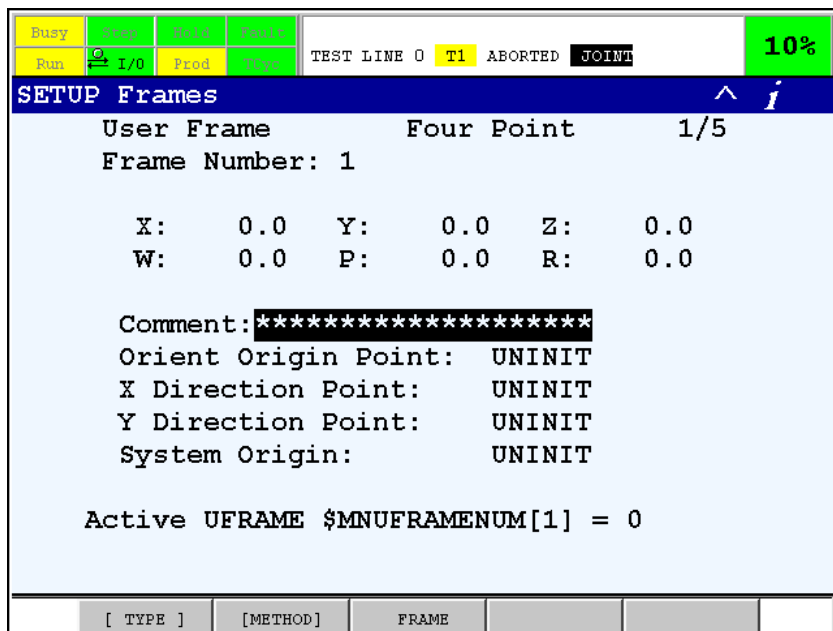 Busy Step Hold Fault
Run I/O Prod TCyc
TEST LINE 0 T1 ABORTED JOINT
10%
SETUP Frames ^ i
User Frame Four Point 1/5
Frame Number: 1
X: 0.0 Y: 0.0 Z: 0.0
W: 0.0 P: 0.0 R: 0.0
Comment:********************
Orient Origin Point: UNINIT
X Direction Point: UNINIT
Y Direction Point: UNINIT
System Origin: UNINIT
Active UFRAME $MNUFRAMENUM[1] = 0
[ TYPE ] [METHOD] FRAME